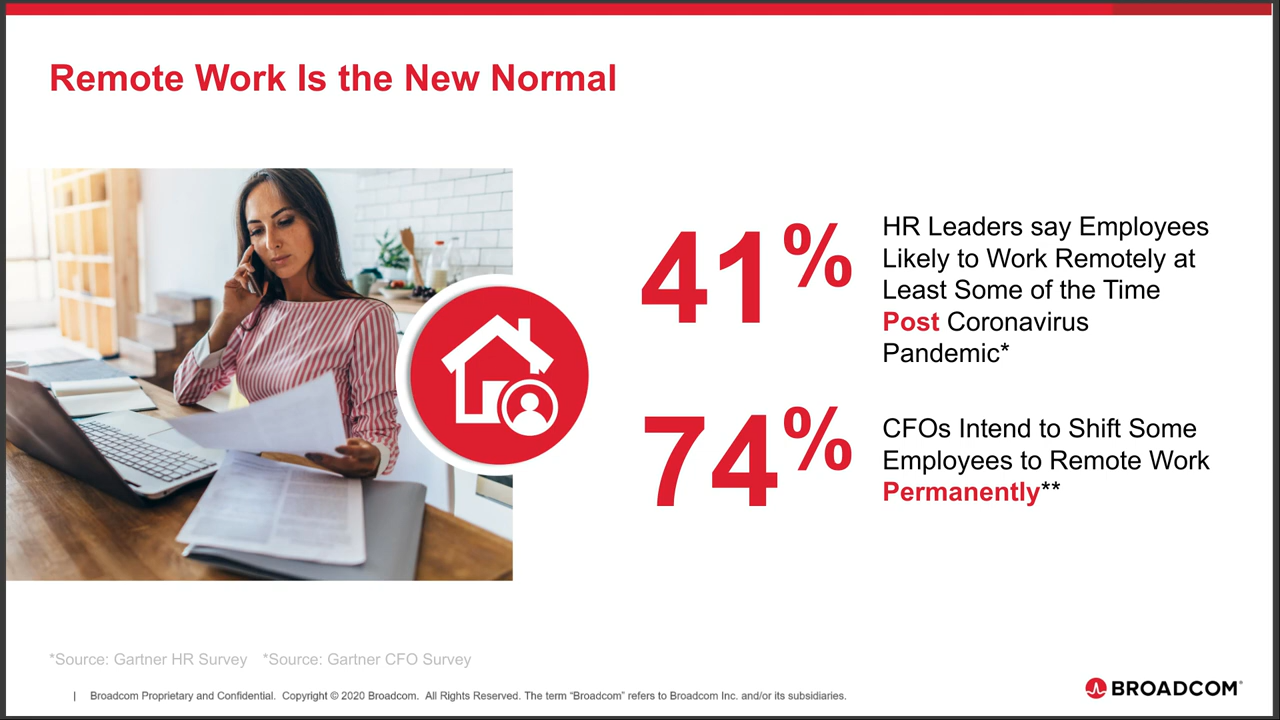 Remote Work Is the New Normal
41%
HR Leaders say Employees
Likely to Work Remotely at
Least Some of the Time
Post Coronavirus
Pandemic*
74%
CFOs Intend to Shift Some
Employees to Remote Work
Permanently**
*Source: Gartner HR Survey *Source: Gartner CFO Survey
| Broadcom Proprietary and Confidential. Copyright © 2020 Broadcom. All Rights Reserved. The term “Broadcom” refers to Broadcom Inc. and/or its subsidiaries.
BROADCOM®